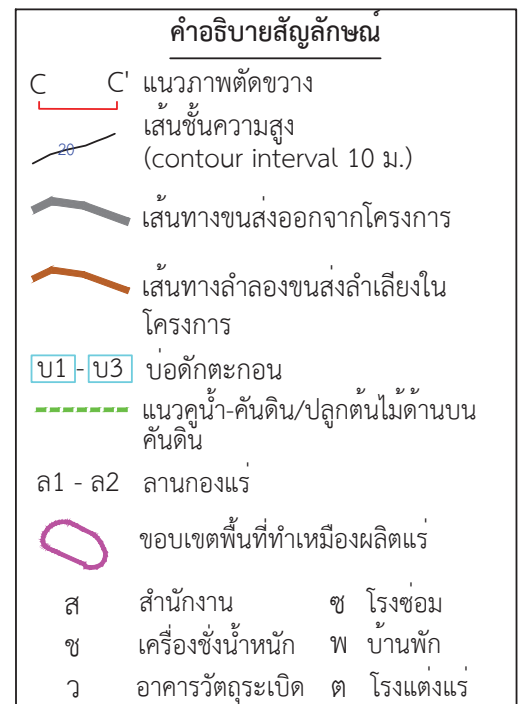 คำอธิบายสัญลักษณ์
C C' แนวภาพตัดขวาง
20 เส้นชั้นความสูง
(contour interval 10 ม.)
เส้นทางขนส่งออกจากโครงการ
เส้นทางลำลองขนส่งลำเลียงใน
โครงการ
บ1 - บ3 บ่อดักตะกอน
แนวคูน้ำ-คันดิน/ปลูกต้นไม้ด้านบน
คันดิน
ล1 - ล2 ลานกองแร่
ขอบเขตพื้นที่ทำเหมืองผลิตแร่
ส สำนักงาน ซ โรงซ่อม
ช เครื่องชั่งน้ำหนัก พ บ้านพัก
ว อาคารวัตถุระเบิด ต โรงแต่งแร่